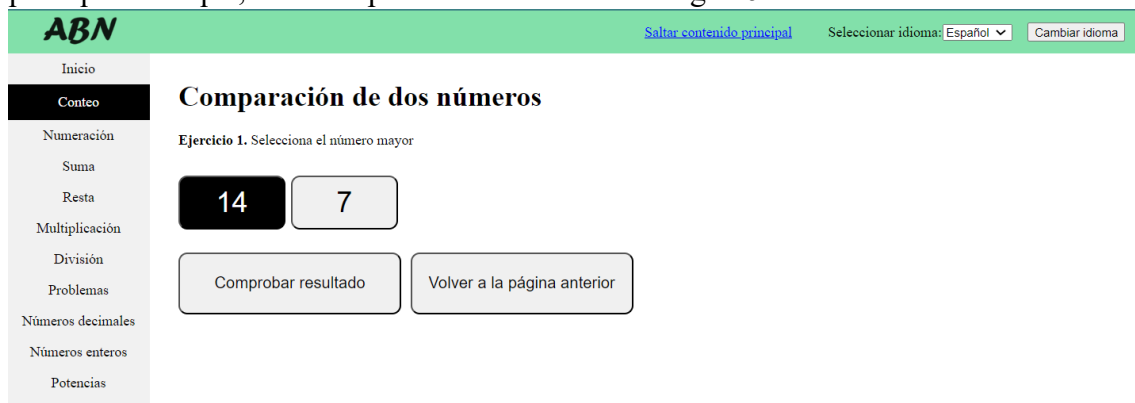 ABN
Saltar contenido principal Seleccionar idioma: Español Cambiar idioma
Inicio
Conteo
Numeración
Suma
Resta
Multiplicación
División
Problemas
Números decimales
Números enteros
Potencias
Comparación de dos números
Ejercicio 1. Selecciona el número mayor
14 7
Comprobar resultado Volver a la página anterior